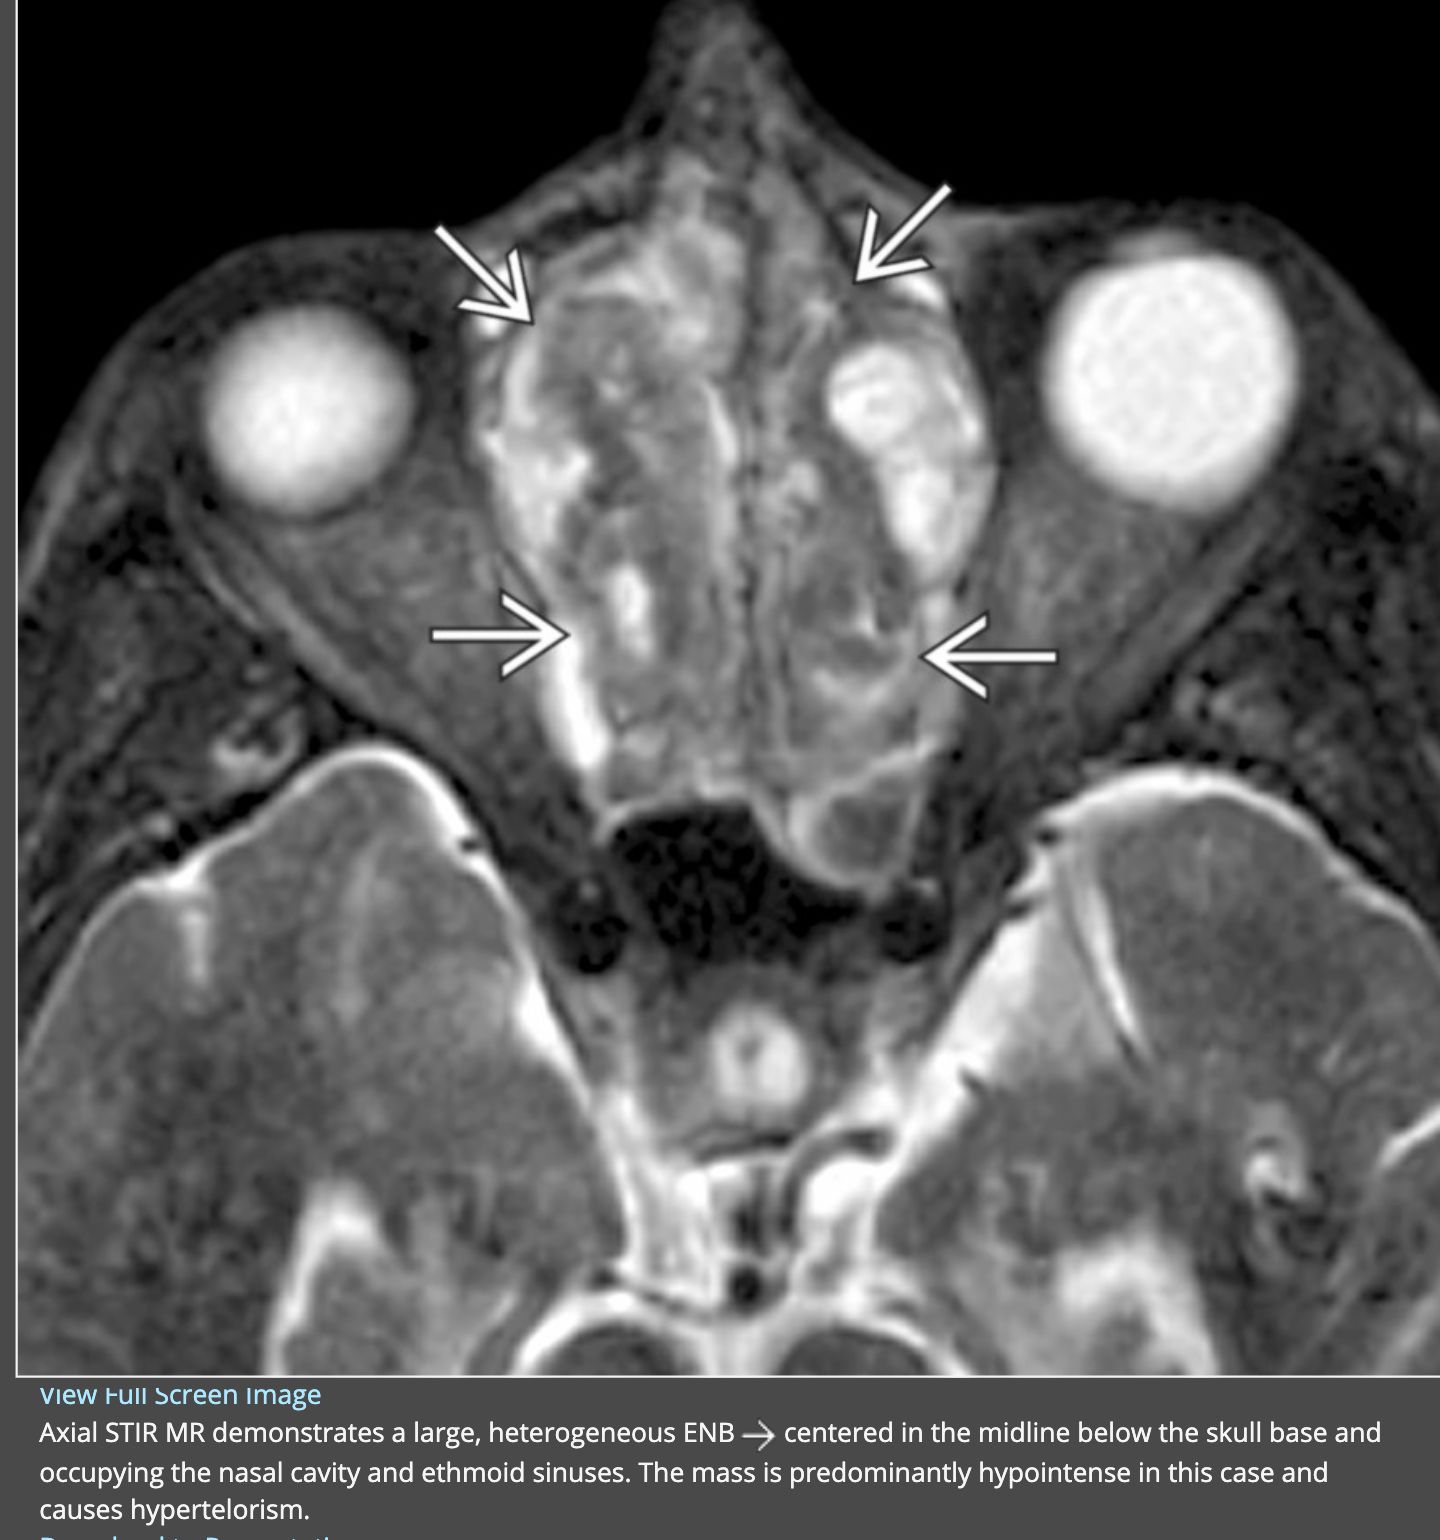 View Full Screen Image
Axial STIR MR demonstrates a large, heterogeneous ENB → centered in the midline below the skull base and
occupying the nasal cavity and ethmoid sinuses. The mass is predominantly hypointense in this case and
causes hypertelorism.